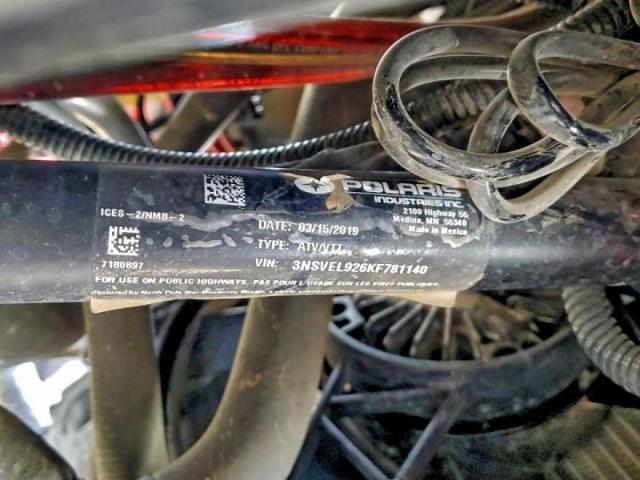 POLARIS
INDUSTRIES INC.
2100 Highway 55
Medina, MN 55340
Made in Mexico
ICES-2/NMB-2
7180897
DATE: 03/15/2019
TYPE: ATV/VTT
VIN: 3NSVEL926KF781140
FOR USE ON PUBLIC HIGHWAYS, PAS POUR L'USAGE SUR LES VOIES PUBLIQUES